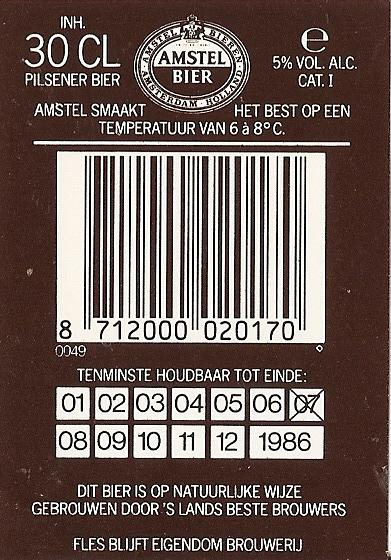 INH.
30 CL
PILSENER BIER
AMSTEL BIEREN
AMSTEL
BIER
AMSTERDAM - HOLLAND
e
5% VOL. ALC.
CAT. I
AMSTEL SMAAKT HET BEST OP EEN
TEMPERATUUR VAN 6 à 8° C.
8 712000 020170
0049
TENMINSTE HOUDBAAR TOT EINDE:
01 02 03 04 05 06 07
08 09 10 11 12 1986
DIT BIER IS OP NATUURLIJKE WIJZE
GEBROUWEN DOOR 'S LANDS BESTE BROUWERS
FLES BLIJFT EIGENDOM BROUWERIJ